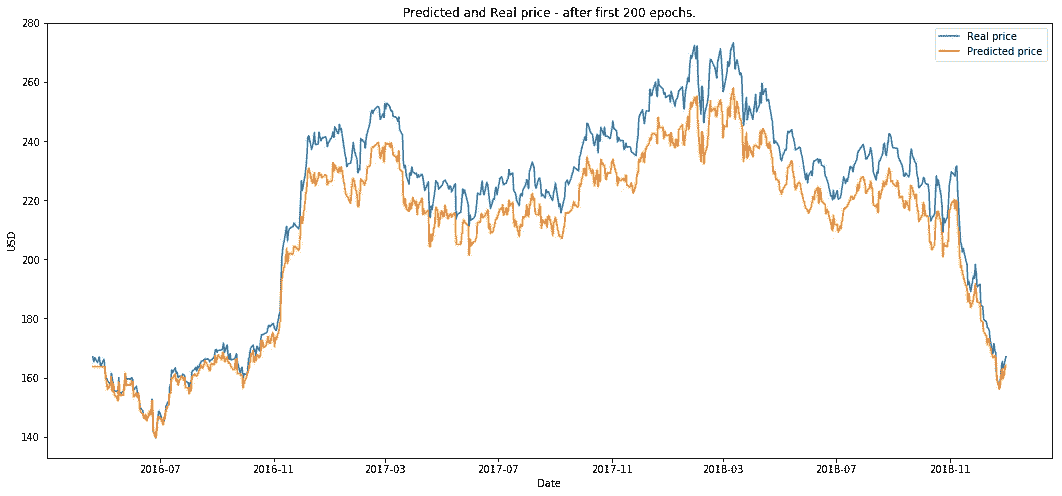 Predicted and Real price - after first 200 epochs.
Real price
Predicted price
280
260
240
220
200
180
160
140
USD
2016-07 2016-11 2017-03 2017-07 2017-11 2018-03 2018-07 2018-11
Date